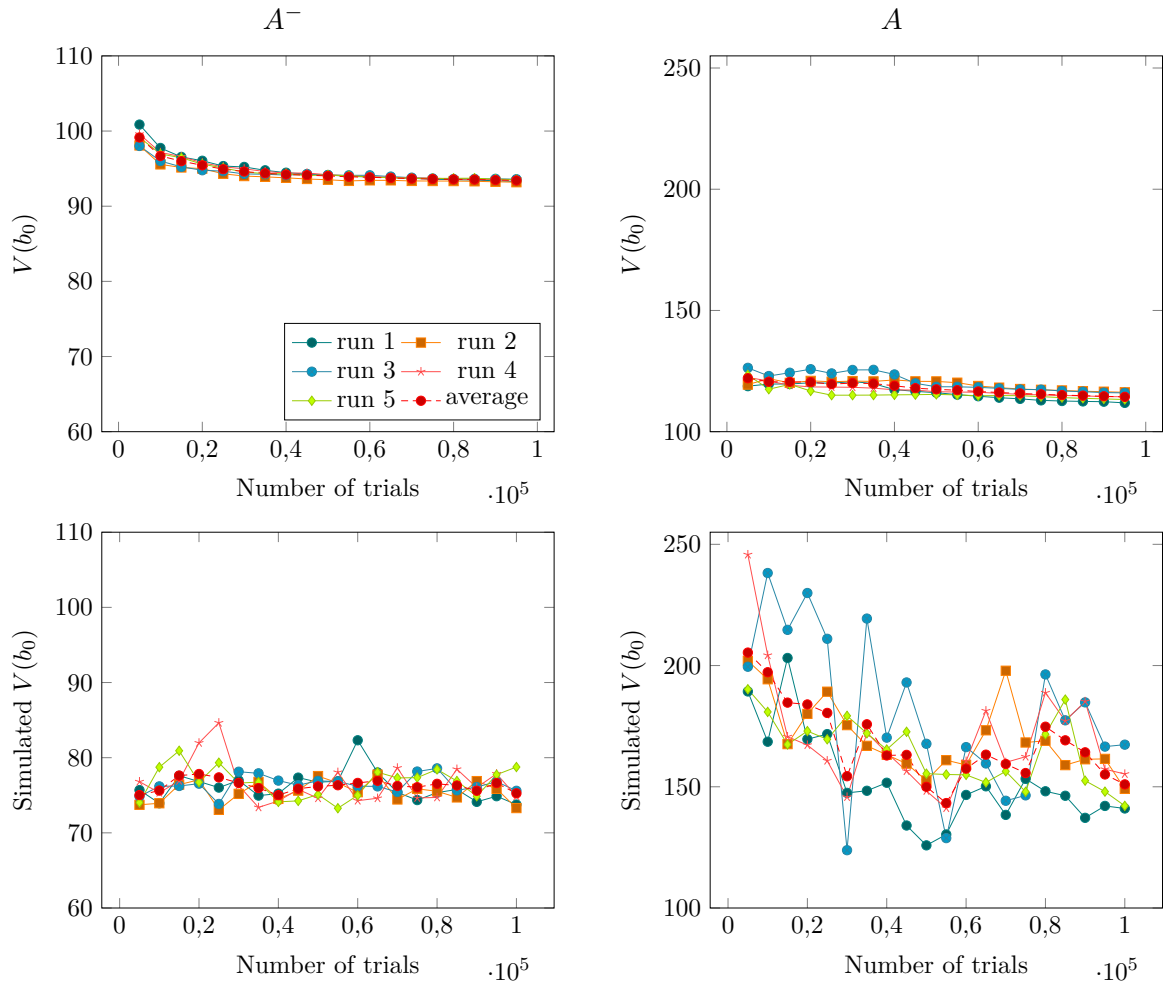 A⁻
A
110
100
90
80
70
60
V(b₀)
0 0,2 0,4 0,6 0,8 1
Number of trials
·10⁵
run 1 run 2
run 3 run 4
run 5 average
250
200
150
100
V(b₀)
0 0,2 0,4 0,6 0,8 1
Number of trials
·10⁵
110
100
90
80
70
60
Simulated V(b₀)
0 0,2 0,4 0,6 0,8 1
Number of trials
·10⁵
250
200
150
100
Simulated V(b₀)
0 0,2 0,4 0,6 0,8 1
Number of trials
·10⁵